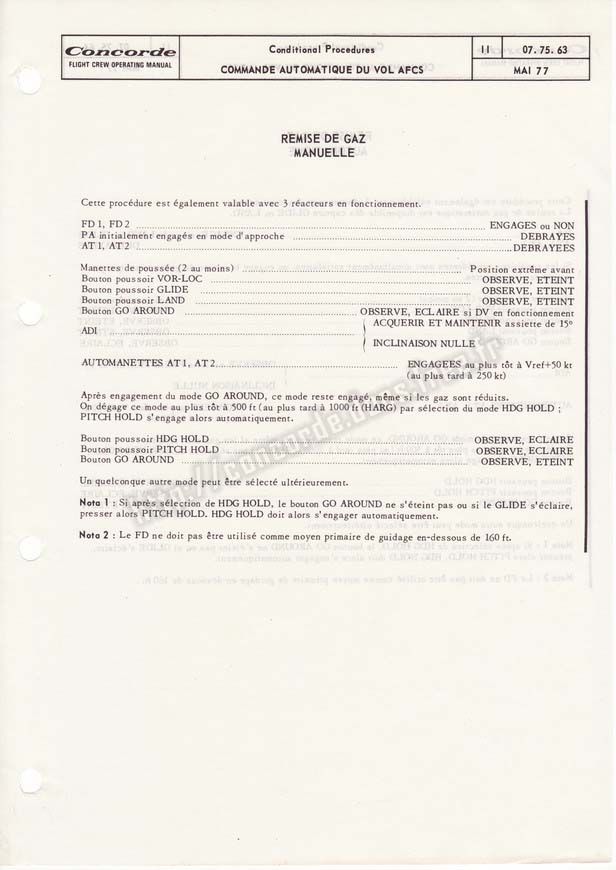 Concorde
FLIGHT CREW OPERATING MANUAL
Conditional Procedures
COMMANDE AUTOMATIQUE DU VOL AFCS
11
07. 75. 63
MAI 77
REMISE DE GAZ
MANUELLE
Cette procédure est également valable avec 3 réacteurs en fonctionnement.
FD 1, FD 2 ........ ENGAGES ou NON
PA initialement engagés en mode d'approche ........ DEBRAYES
AT 1, AT 2 ........ DEBRAYEES
Manettes de poussée (2 au moins) ........ Position extrême avant
Bouton poussoir VOR-LOC ........ OBSERVE, ETEINT
Bouton poussoir GLIDE ........ OBSERVE, ETEINT
Bouton poussoir LAND ........ OBSERVE, ETEINT
Bouton GO AROUND ........ OBSERVE, ECLAIRE si DV en fonctionnement
ADI ........ ACQUERIR ET MAINTENIR assiette de 15º
INCLINAISON NULLE
AUTOMANETTES AT 1, AT 2 ........ ENGAGEES au plus tôt à Vref+50 kt
(au plus tard à 250 kt)
Après engagement du mode GO AROUND, ce mode reste engagé, même si les gaz sont réduits.
On dégage ce mode au plus tôt à 500 ft (au plus tard à 1000 ft (HARG) par sélection du mode HDG HOLD ;
PITCH HOLD s'engage alors automatiquement.
Bouton poussoir HDG HOLD ........ OBSERVE, ECLAIRE
Bouton poussoir PITCH HOLD ........ OBSERVE, ECLAIRE
Bouton GO AROUND ........ OBSERVE, ETEINT
Un quelconque autre mode peut être sélecté ultérieurement.
Nota 1 : Si après sélection de HDG HOLD, le bouton GO AROUND ne s'éteint pas ou si le GLIDE s'éclaire,
presser alors PITCH HOLD. HDG HOLD doit alors s'engager automatiquement.
Nota 2 : Le FD ne doit pas être utilisé comme moyen primaire de guidage en-dessous de 160 ft.